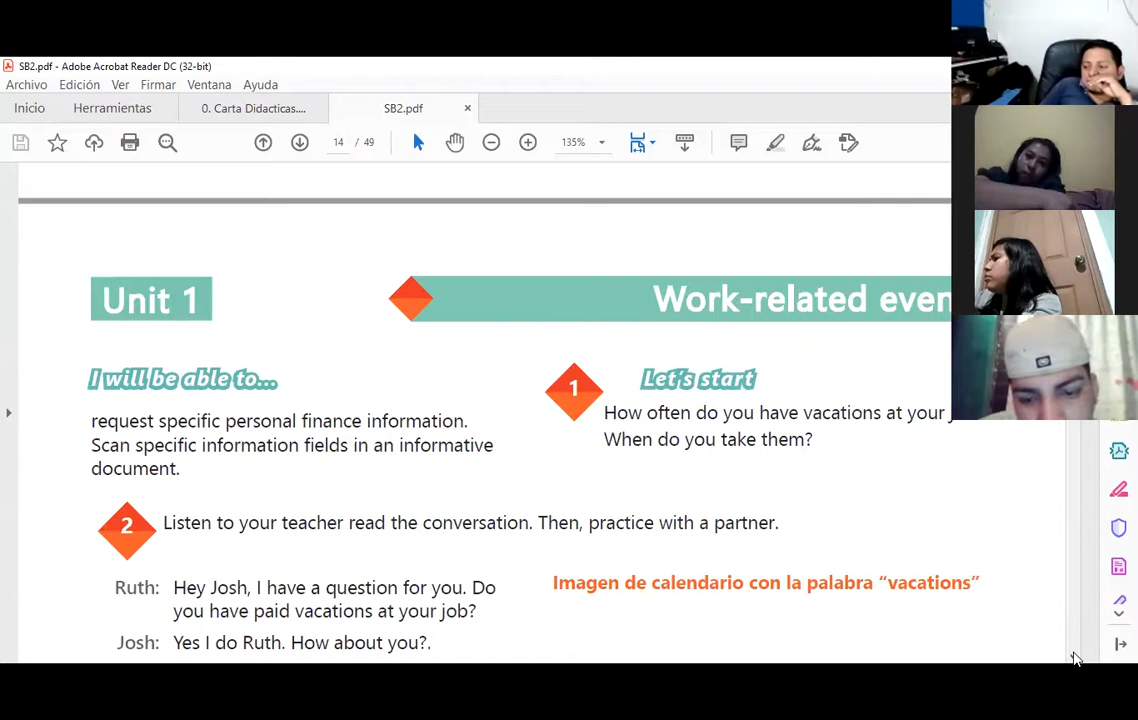 SB2.pdf - Adobe Acrobat Reader DC (32-bit)
Archivo Edición Ver Firmar Ventana Ayuda
Inicio Herramientas 0. Carta Didacticas.... SB2.pdf ×
14 / 49 135%
Unit 1
Work-related even
I will be able to...
request specific personal finance information.
Scan specific information fields in an informative
document.
1 Let's start
How often do you have vacations at your
When do you take them?
2 Listen to your teacher read the conversation. Then, practice with a partner.
Ruth: Hey Josh, I have a question for you. Do
you have paid vacations at your job?
Josh: Yes I do Ruth. How about you?.
Imagen de calendario con la palabra “vacations”